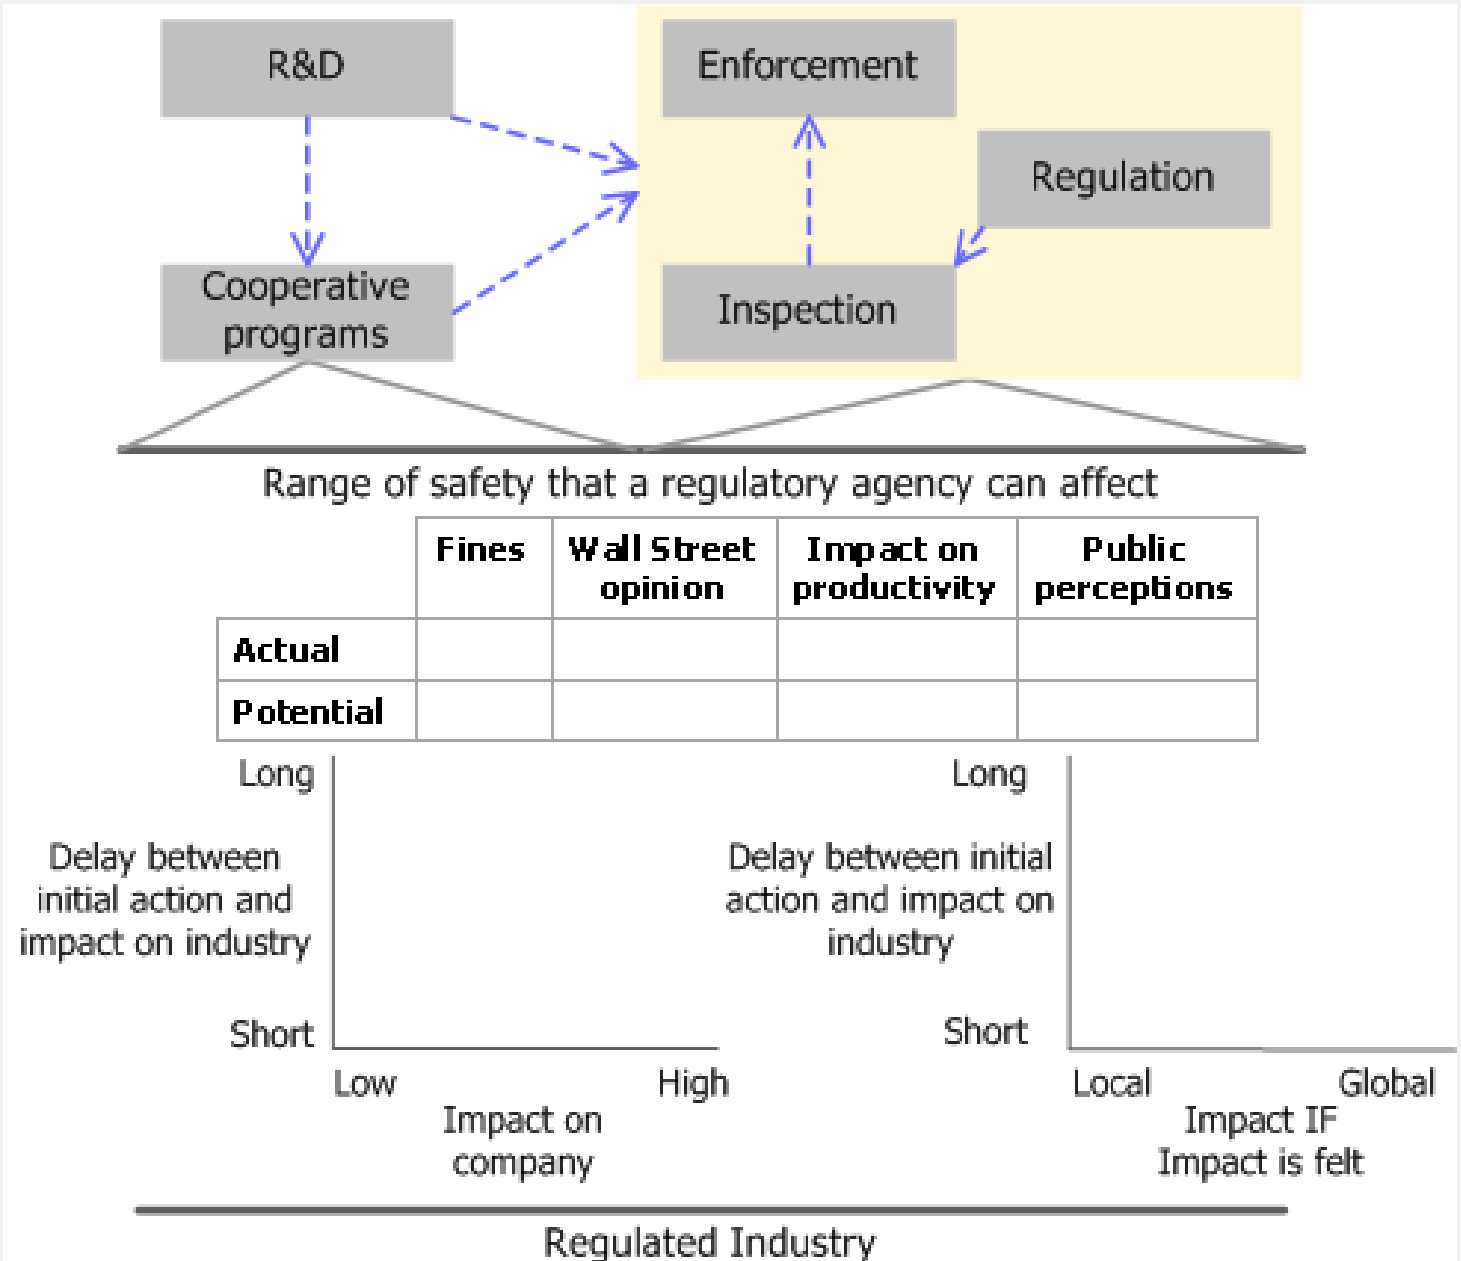 R&D
Enforcement
Regulation
Cooperative
programs
Inspection
Range of safety that a regulatory agency can affect
Fines
Wall Street
opinion
Impact on
productivity
Public
perceptions
Actual
Potential
Long
Delay between
initial action and
impact on industry
Short
Low
High
Impact on
company
Long
Delay between initial
action and impact on
industry
Short
Local
Global
Impact IF
Impact is felt
Regulated Industry